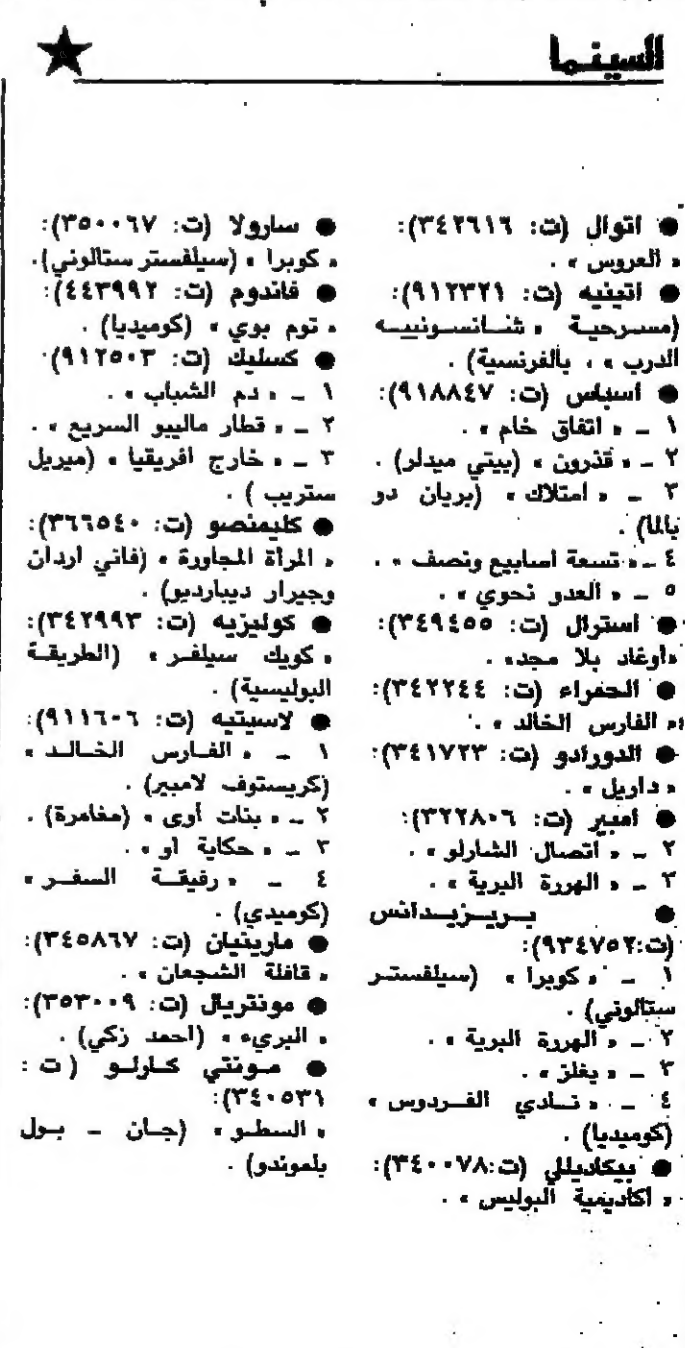 السينما
● اتوال (ت: ٣٤٢٦١٦):
« العروس » .
● اتينيه (ت: ٩١٢٣٢١):
(مسرحية « شانسونييه
الدرب » ، بالفرنسية) .
● اسباس (ت: ٩١٨٨٤٧):
١ ـ « اتفاق خام » .
٢ ـ « قذرون » (بيتي ميدلر) .
٣ ـ « امتلاك » (بريان دو
بالما) .
٤ ـ « تسعة اسابيع ونصف » .
٥ ـ « العدو نحوي » .
● استرال (ت: ٣٤٩٤٥٥):
«أوغاد بلا مجد» .
● الحمراء (ت: ٣٤٢٢٤٤):
« الفارس الخالد » .
● الدورادو (ت: ٣٤١٧٢٣):
« داريل » .
● امبير (ت: ٣٢٢٨٠٦):
٢ ـ « اتصال الشارلو » .
٣ ـ « الهررة البرية » .
● بريزيدانس
(ت:٩٣٤٧٥٢):
١ ـ « كوبرا » (سيلفستر
ستالوني) .
٢ ـ « الهررة البرية » .
٣ ـ « يغلز » .
٤ ـ « نادي الفردوس »
(كوميديا) .
● بيكاديللي (ت:٣٤٠٠٧٨):
« اكاديمية البوليس » .
● سارولا (ت: ٣٥٠٠٦٧):
« كوبرا » (سيلفستر ستالوني).
● فاندوم (ت: ٤٤٣٩٩٢):
« توم بوي » (كوميديا) .
● كسليك (ت: ٩١٢٥٠٣)
١ ـ « دم الشباب » .
٢ ـ « قطار ماليبو السريع » .
٣ ـ « خارج افريقيا » (ميريل
ستريب ) .
● كليمنصو (ت: ٣٦٦٥٤٠):
« المرأة المجاورة » (فاني اردان
وجيرار ديبارديو) .
● كوليزيه (ت: ٣٤٢٩٩٣):
« كويك سيلفر » (الطريقة
البوليسية) .
● لاسيتيه (ت: ٩١١٦٠٦):
١ ـ « الفارس الخالد »
(كريستوف لامبير) .
٢ ـ « بنات أوى » (مغامرة) .
٣ ـ « حكاية او » .
٤ ـ « رفيقة السفر »
(كوميدي) .
● مارينيان (ت: ٣٤٥٨٦٧):
« قافلة الشجعان » .
● مونتريال (ت: ٣٥٣٠٠٩):
« البريء » (احمد زكي) .
● مونتي كارلو (ت :
٣٤٠٥٣١):
« السطو » (جان ـ بول
بلموندو) .